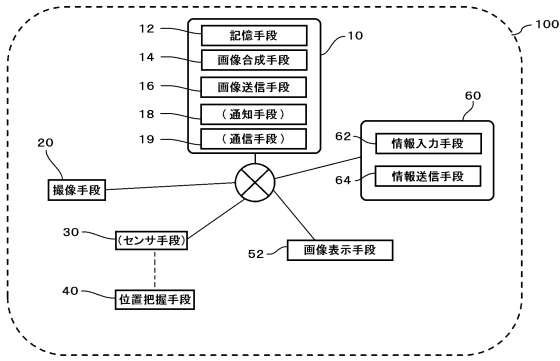 100
12 記憶手段 10
14 画像合成手段
16 画像送信手段
18 (通知手段)
19 (通信手段)
60
62 情報入力手段
64 情報送信手段
20
撮像手段
30 (センサ手段)
52 画像表示手段
40 位置把握手段